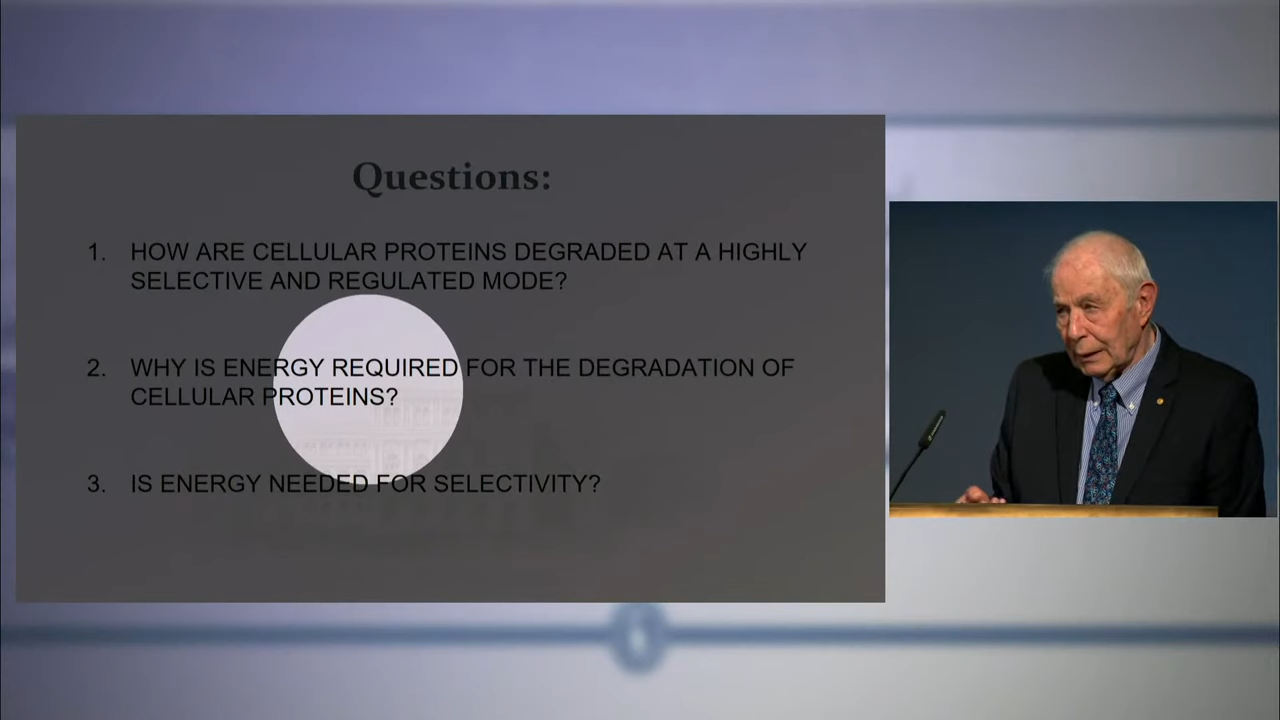 Questions:
1. HOW ARE CELLULAR PROTEINS DEGRADED AT A HIGHLY
SELECTIVE AND REGULATED MODE?
2. WHY IS ENERGY REQUIRED FOR THE DEGRADATION OF
CELLULAR PROTEINS?
3. IS ENERGY NEEDED FOR SELECTIVITY?